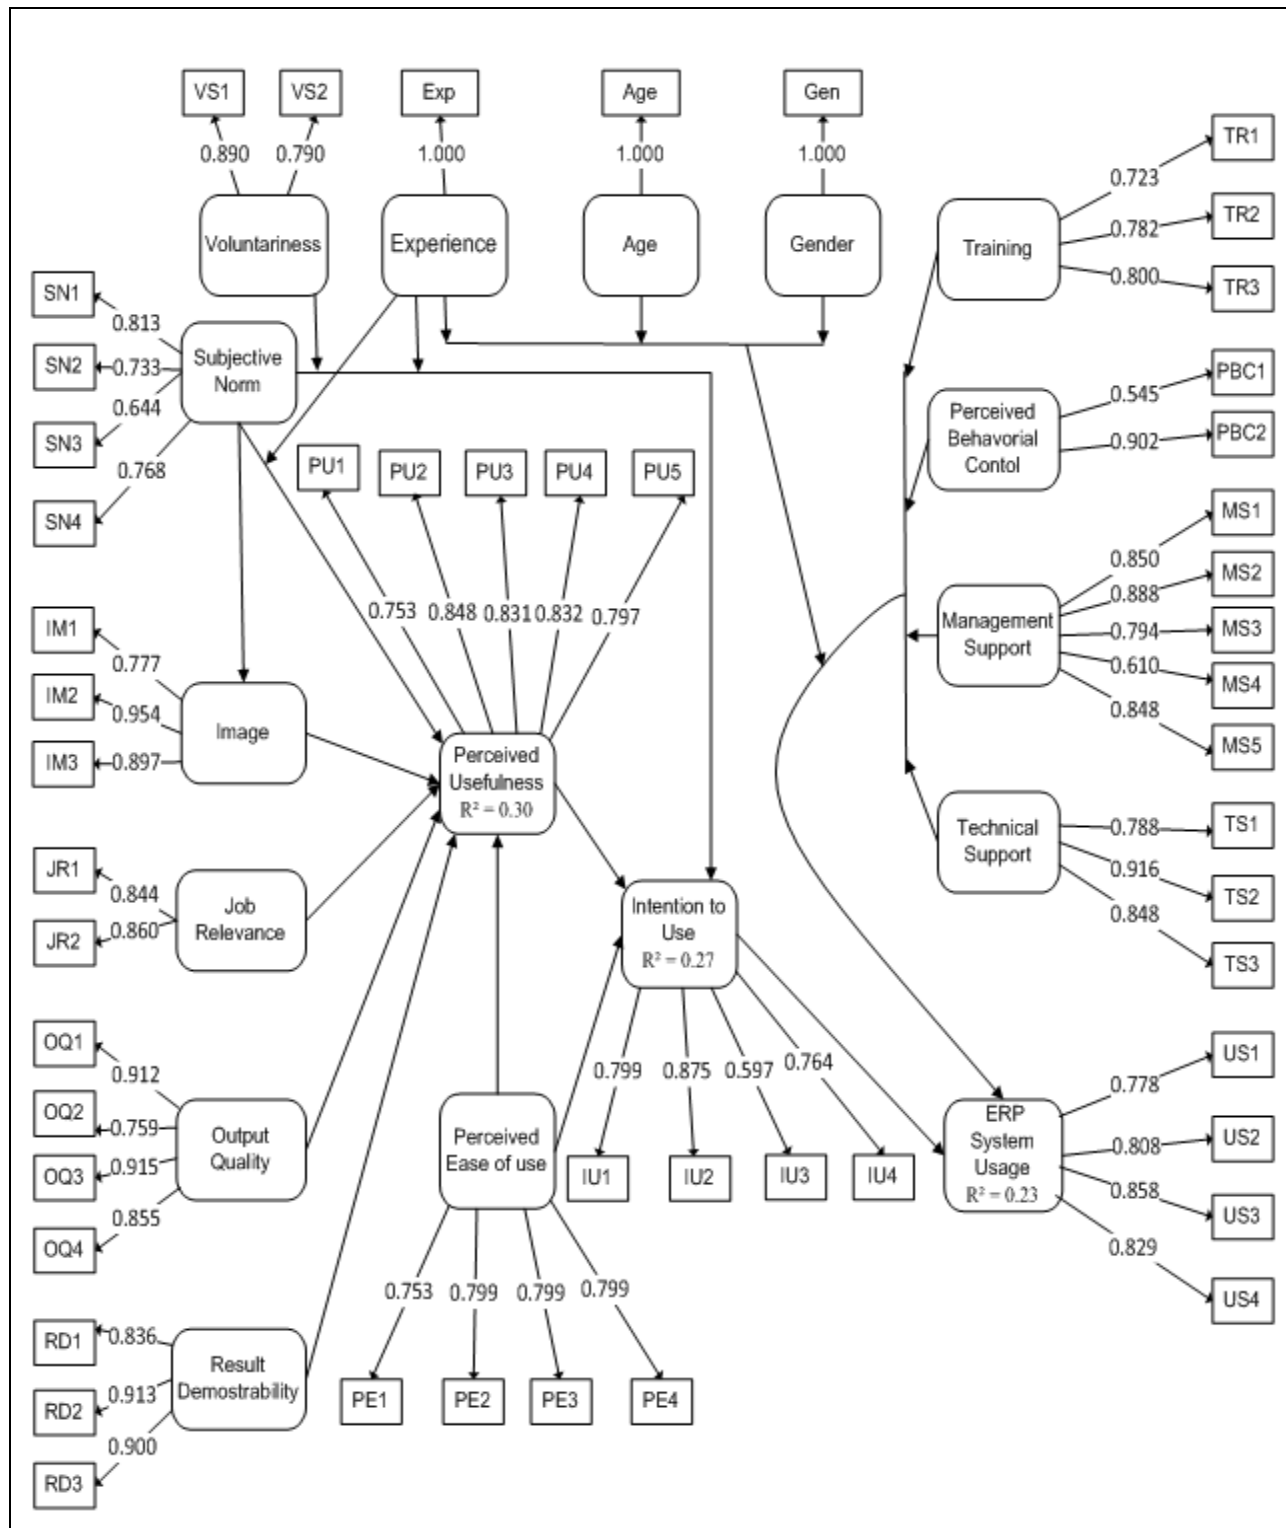 VS1
VS2
Exp
Age
Gen
0.890
0.790
1.000
1.000
1.000
Voluntariness
Experience
Age
Gender
SN1
SN2
SN3
SN4
0.813
0.733
0.644
0.768
Subjective
Norm
PU1
PU2
PU3
PU4
PU5
0.753
0.848
0.831
0.832
0.797
IM1
IM2
IM3
0.777
0.954
0.897
Image
Perceived
Usefulness
R² = 0.30
JR1
JR2
0.844
0.860
Job
Relevance
OQ1
OQ2
OQ3
OQ4
0.912
0.759
0.915
0.855
Output
Quality
RD1
RD2
RD3
0.836
0.913
0.900
Result
Demostrability
Perceived
Ease of use
0.753
0.799
0.799
0.799
PE1
PE2
PE3
PE4
Intention to
Use
R² = 0.27
0.799
0.875
0.597
0.764
IU1
IU2
IU3
IU4
Training
0.723
0.782
0.800
TR1
TR2
TR3
Perceived
Behavorial
Contol
0.545
0.902
PBC1
PBC2
Management
Support
0.850
0.888
0.794
0.610
0.848
MS1
MS2
MS3
MS4
MS5
Technical
Support
0.788
0.916
0.848
TS1
TS2
TS3
ERP
System
Usage
R² = 0.23
0.778
0.808
0.858
0.829
US1
US2
US3
US4